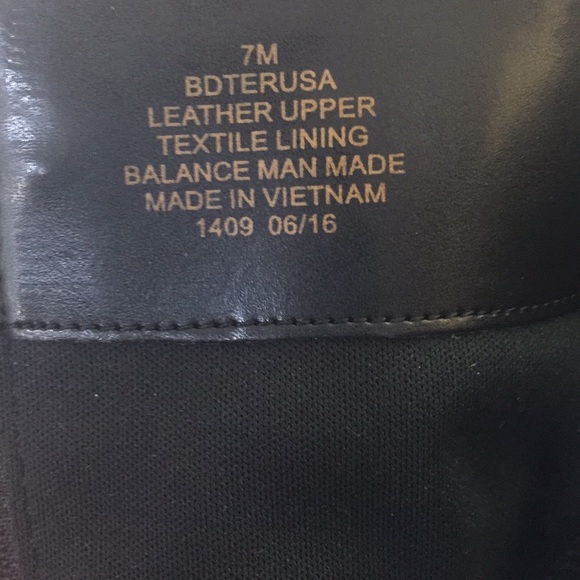 7M
BDTERUSA
LEATHER UPPER
TEXTILE LINING
BALANCE MAN MADE
MADE IN VIETNAM
1409 06/16